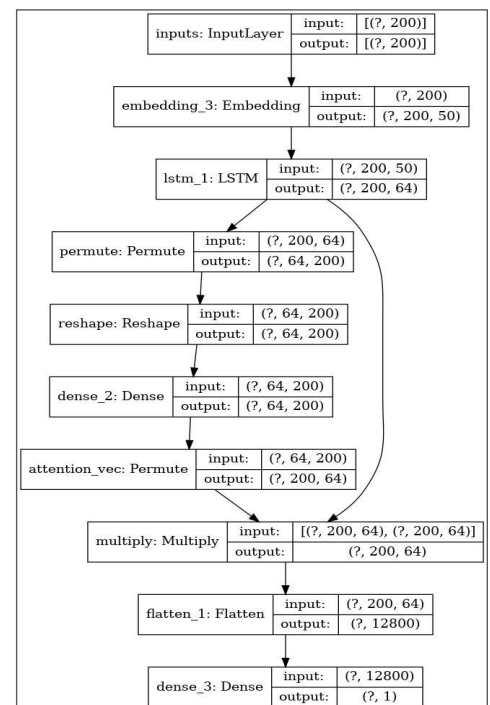 inputs: InputLayer
input: [(?, 200)]
output: [(?, 200)]
embedding_3: Embedding
input: (?, 200)
output: (?, 200, 50)
lstm_1: LSTM
input: (?, 200, 50)
output: (?, 200, 64)
permute: Permute
input: (?, 200, 64)
output: (?, 64, 200)
reshape: Reshape
input: (?, 64, 200)
output: (?, 64, 200)
dense_2: Dense
input: (?, 64, 200)
output: (?, 64, 200)
attention_vec: Permute
input: (?, 64, 200)
output: (?, 200, 64)
multiply: Multiply
input: [(?, 200, 64), (?, 200, 64)]
output: (?, 200, 64)
flatten_1: Flatten
input: (?, 200, 64)
output: (?, 12800)
dense_3: Dense
input: (?, 12800)
output: (?, 1)